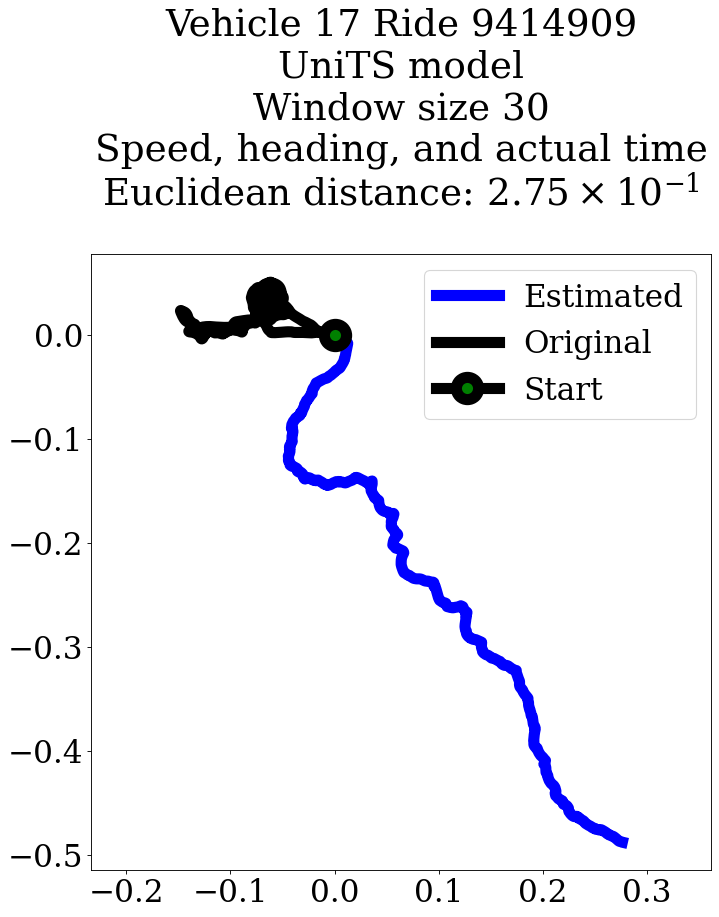 Vehicle 17 Ride 9414909
UniTS model
Window size 30
Speed, heading, and actual time
Euclidean distance: 2.75 × 10⁻¹
Estimated
Original
Start
0.0
−0.1
−0.2
−0.3
−0.4
−0.5
−0.2 −0.1 0.0 0.1 0.2 0.3